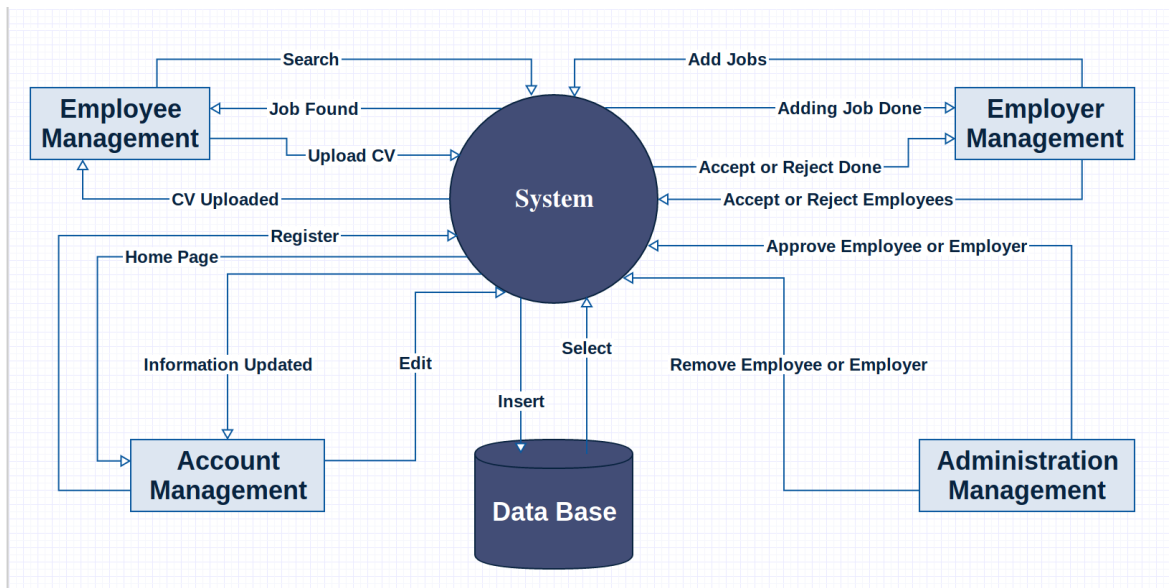 Search
Add Jobs
Employee
Management
Job Found
Adding Job Done
Employer
Management
Upload CV
Accept or Reject Done
CV Uploaded
System
Accept or Reject Employees
Register
Approve Employee or Employer
Home Page
Select
Information Updated
Edit
Remove Employee or Employer
Insert
Account
Management
Data Base
Administration
Management